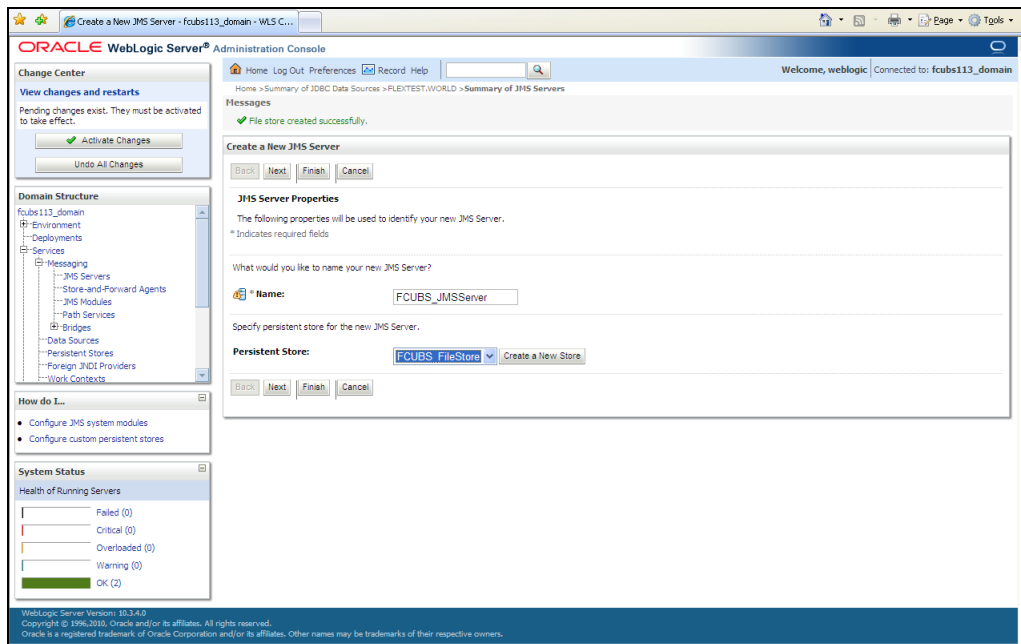 Create a New JMS Server - fcubs113_domain - WLS C...
Page
Tools
ORACLE WebLogic Server® Administration Console
Change Center
View changes and restarts
Pending changes exist. They must be activated
to take effect.
Activate Changes
Undo All Changes
Domain Structure
fcubs113_domain
Environment
Deployments
Services
Messaging
JMS Servers
Store-and-Forward Agents
JMS Modules
Path Services
Bridges
Data Sources
Persistent Stores
Foreign JNDI Providers
Work Contexts
How do I...
Configure JMS system modules
Configure custom persistent stores
System Status
Health of Running Servers
Failed (0)
Critical (0)
Overloaded (0)
Warning (0)
OK (2)
Home Log Out Preferences Record Help
Welcome, weblogic Connected to: fcubs113_domain
Home >Summary of JDBC Data Sources >FLEXTEST.WORLD >Summary of JMS Servers
Messages
File store created successfully.
Create a New JMS Server
Back Next Finish Cancel
JMS Server Properties
The following properties will be used to identify your new JMS Server.
* Indicates required fields
What would you like to name your new JMS Server?
* Name: FCUBS_JMSServer
Specify persistent store for the new JMS Server.
Persistent Store: FCUBS_FileStore Create a New Store
Back Next Finish Cancel
WebLogic Server Version: 10.3.4.0
Copyright © 1996,2010, Oracle and/or its affiliates. All rights reserved.
Oracle is a registered trademark of Oracle Corporation and/or its affiliates. Other names may be trademarks of their respective owners.